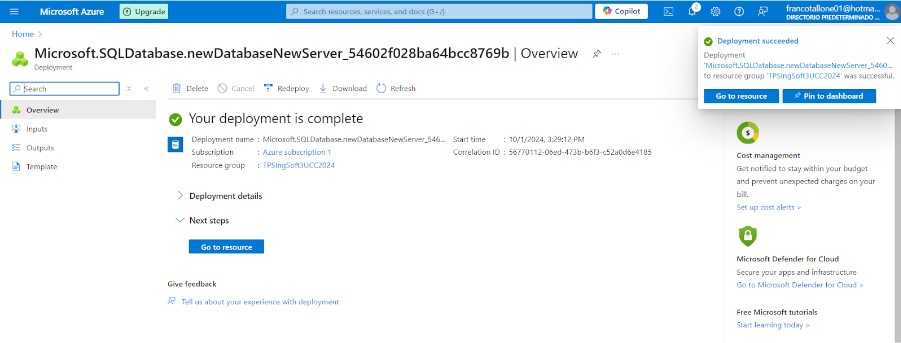 Microsoft Azure
Upgrade
Search resources, services, and docs (G+/)
Copilot
2
francotallone01@hotma...
DIRECTORIO PREDETERMINADO ...
Home >
Microsoft.SQLDatabase.newDatabaseNewServer_54602f028ba64bcc8769b | Overview
Deployment
Search
Overview
Inputs
Outputs
Template
Delete
Cancel
Redeploy
Download
Refresh
Your deployment is complete
Deployment name : Microsoft.SQLDatabase.newDatabaseNewServer_546...
Subscription : Azure subscription 1
Resource group : TPSIngSoft3UCC2024
Start time : 10/1/2024, 3:29:12 PM
Correlation ID : 56770112-06ed-473b-b6f3-c52a0d6e4185
Deployment details
Next steps
Go to resource
Give feedback
Tell us about your experience with deployment
Deployment succeeded
Deployment
'Microsoft.SQLDatabase.newDatabaseNewServer_5460...
to resource group 'TPSIngSoft3UCC2024' was successful.
Go to resource
Pin to dashboard
Cost management
Get notified to stay within your budget
and prevent unexpected charges on your
bill.
Set up cost alerts >
Microsoft Defender for Cloud
Secure your apps and infrastructure
Go to Microsoft Defender for Cloud >
Free Microsoft tutorials
Start learning today >